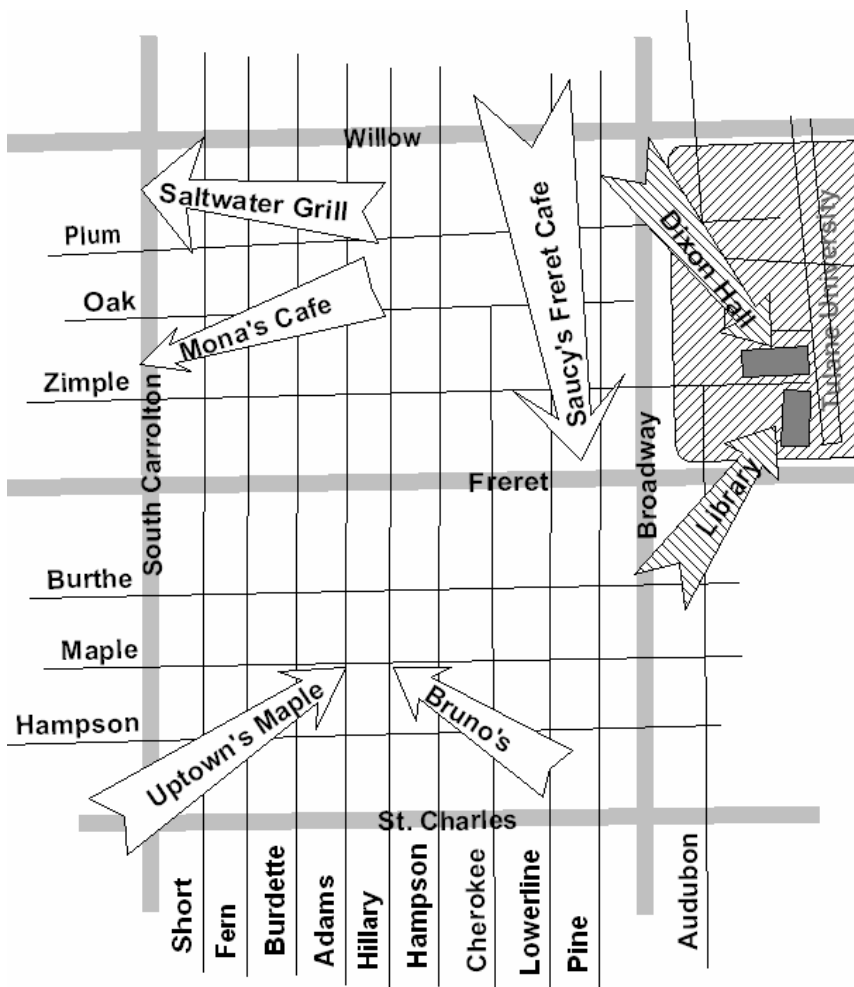 Willow
Saltwater Grill
Plum
Dixon Hall
Tulane University
Saucy's Freret Cafe
Oak
Mona's Cafe
Zimple
South Carrolton
Broadway
Freret
Library
Burthe
Maple
Uptown's Maple
Bruno's
Hampson
St. Charles
Short
Fern
Burdette
Adams
Hillary
Hampson
Cherokee
Lowerline
Pine
Audubon